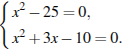 x² − 25 = 0,
x² + 3x − 10 = 0.